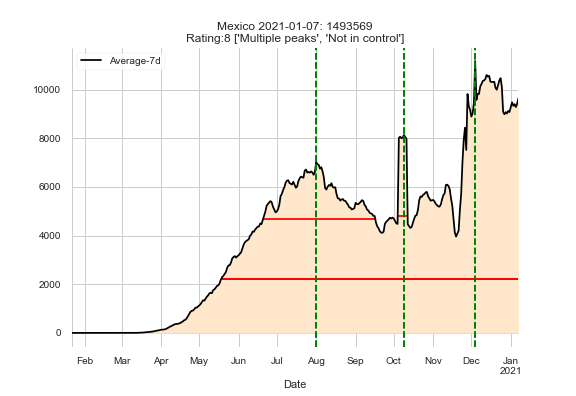 Mexico 2021-01-07: 1493569
Rating:8 ['Multiple peaks', 'Not in control']
Average-7d
10000
8000
6000
4000
2000
0
Feb Mar Apr May Jun Jul Aug Sep Oct Nov Dec Jan
2021
Date